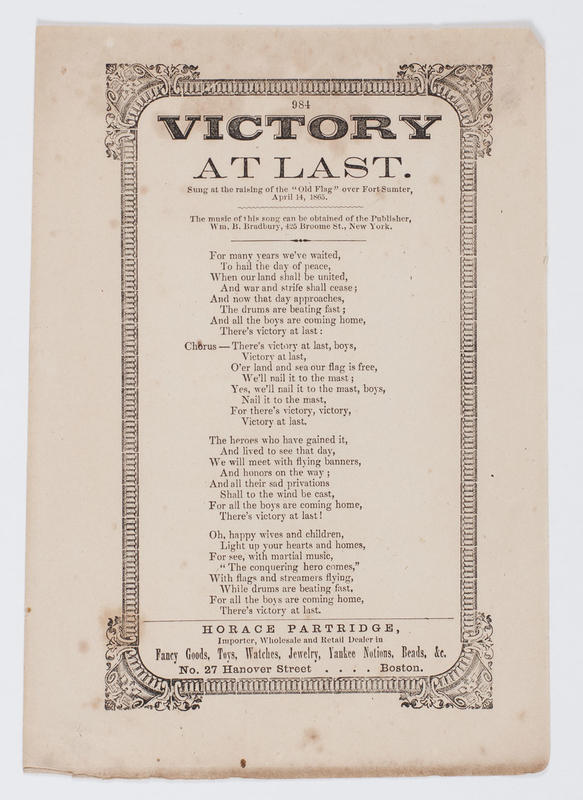 984
VICTORY
AT LAST.
Sung at the raising of the "Old Flag" over Fort Sumter,
April 14, 1865.
The music of this song can be obtained of the Publisher,
Wm. B. Bradbury, 425 Broome St., New York.
For many years we've waited,
To hail the day of peace,
When our land shall be united,
And war and strife shall cease;
And now that day approaches,
The drums are beating fast;
And all the boys are coming home,
There's victory at last:
Chorus — There's victory at last, boys,
Victory at last,
O'er land and sea our flag is free,
We'll nail it to the mast;
Yes, we'll nail it to the mast, boys,
Nail it to the mast,
For there's victory, victory,
Victory at last.
The heroes who have gained it,
And lived to see that day,
We will meet with flying banners,
And honors on the way;
And all their sad privations
Shall to the wind be cast,
For all the boys are coming home,
There's victory at last!
Oh, happy wives and children,
Light up your hearts and homes,
For see, with martial music,
"The conquering hero comes,"
With flags and streamers flying,
While drums are beating fast,
For all the boys are coming home,
There's victory at last.
HORACE PARTRIDGE,
Importer, Wholesale and Retail Dealer in
Fancy Goods, Toys, Watches, Jewelry, Yankee Notions, Beads, &c.
No. 27 Hanover Street . . . . Boston.